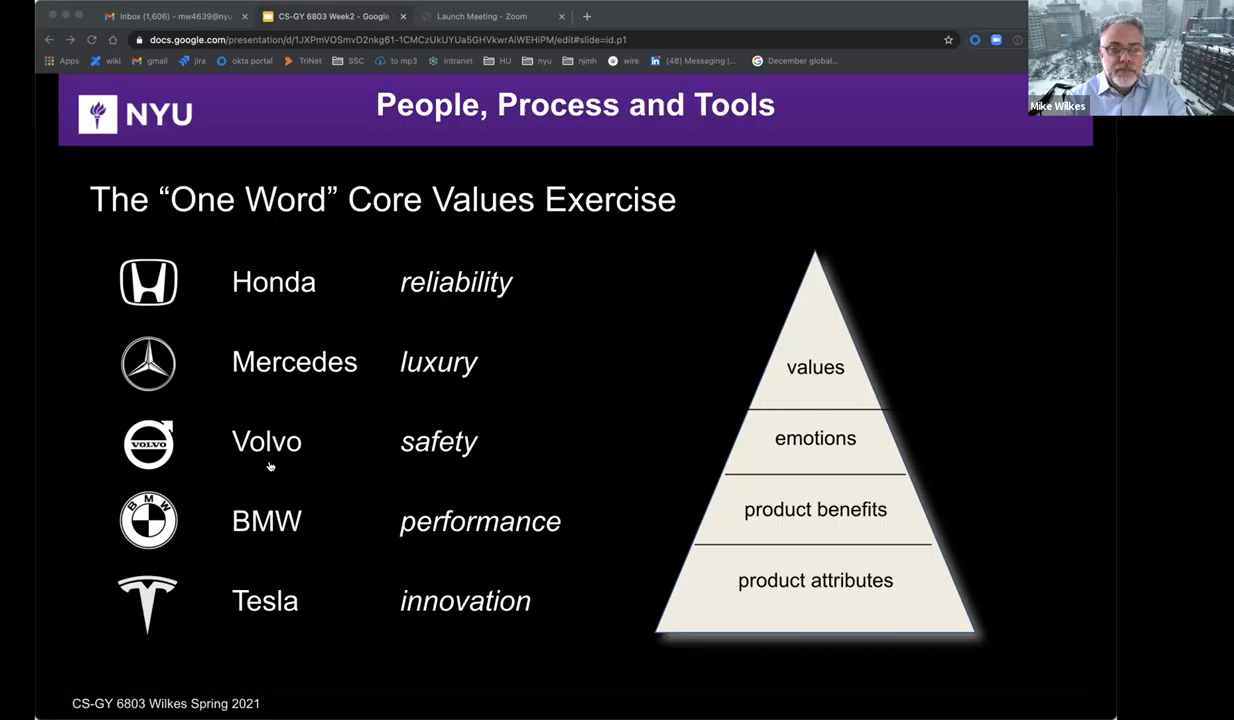 Inbox (1,606) - mw4639@nyu
CS-GY 6803 Week2 - Google
Launch Meeting - Zoom
docs.google.com/presentation/d/1JXPmVOSmvD2nkg61-1CMCzUkUYUa5GHVkwrAiWEHiPM/edit#slide=id.p1
Apps wiki gmail jira okta portal TriNet SSC to mp3 intranet HU nyu njmh wire (48) Messaging |... December global...
Mike Wilkes
NYU
People, Process and Tools
The “One Word” Core Values Exercise
Honda reliability
Mercedes luxury
VOLVO Volvo safety
BMW BMW performance
Tesla innovation
values
emotions
product benefits
product attributes
CS-GY 6803 Wilkes Spring 2021